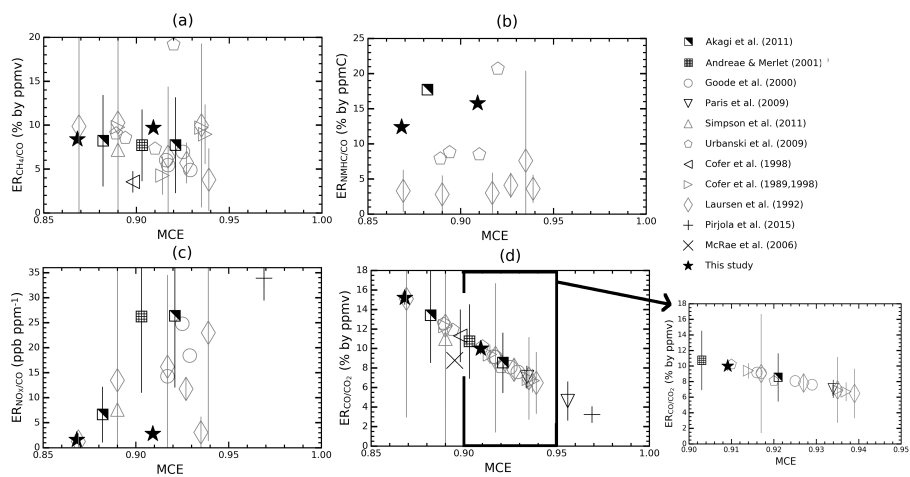 (a)
20
15
10
5
0
0.85 0.90 0.95 1.00
ER_CH4/CO (% by ppmv)
MCE
(b)
25
20
15
10
5
0
0.85 0.90 0.95 1.00
ER_NMHC/CO (% by ppmC)
MCE
Akagi et al. (2011)
Andreae & Merlet (2001)
Goode et al. (2000)
Paris et al. (2009)
Simpson et al. (2011)
Urbanski et al. (2009)
Cofer et al. (1998)
Cofer et al. (1989,1998)
Laursen et al. (1992)
Pirjola et al. (2015)
McRae et al. (2006)
This study
(c)
35
30
25
20
15
10
5
0
0.85 0.90 0.95 1.00
ER_NOx/CO (ppb ppm⁻¹)
MCE
(d)
18
16
14
12
10
8
6
4
2
0
0.85 0.90 0.95 1.00
ER_CO/CO2 (% by ppmv)
MCE
18
16
14
12
10
8
6
4
2
0
0.90 0.91 0.92 0.93 0.94 0.95
ER_CO/CO2 (% by ppmv)
MCE